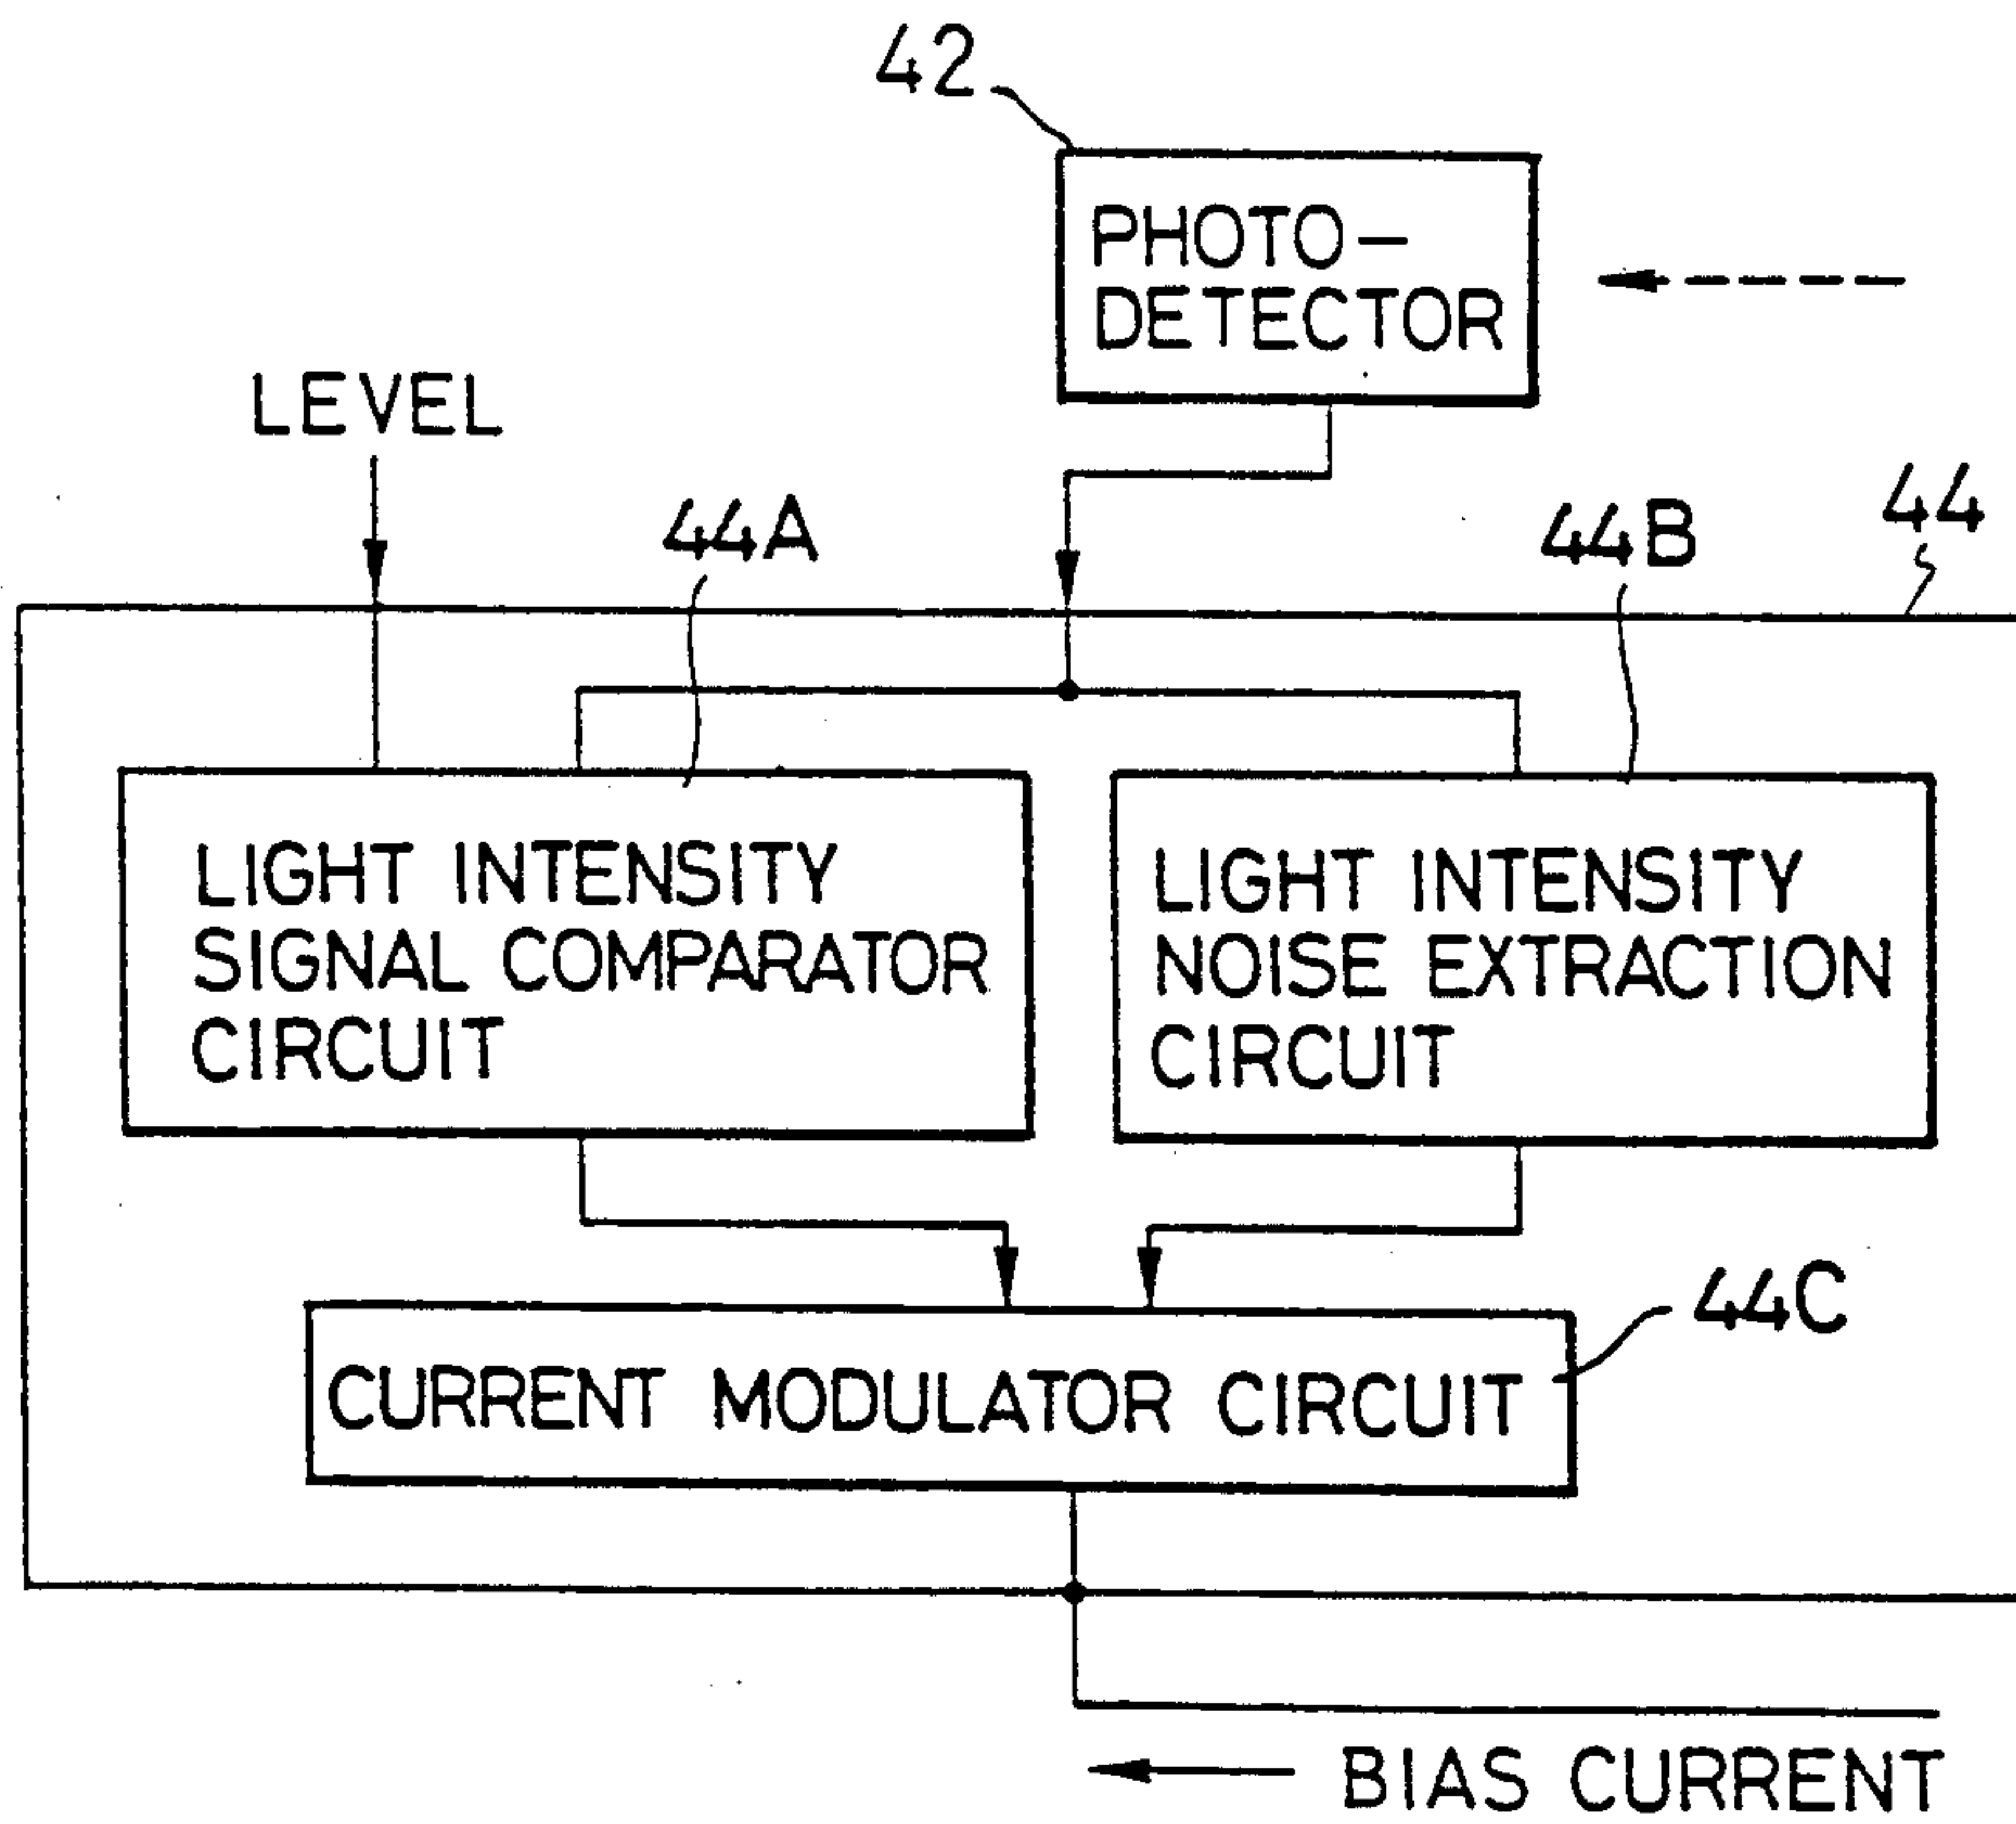 42
PHOTO-
DETECTOR
LEVEL
44A
44B
44
LIGHT INTENSITY
SIGNAL COMPARATOR
CIRCUIT
LIGHT INTENSITY
NOISE EXTRACTION
CIRCUIT
44C
CURRENT MODULATOR CIRCUIT
BIAS CURRENT